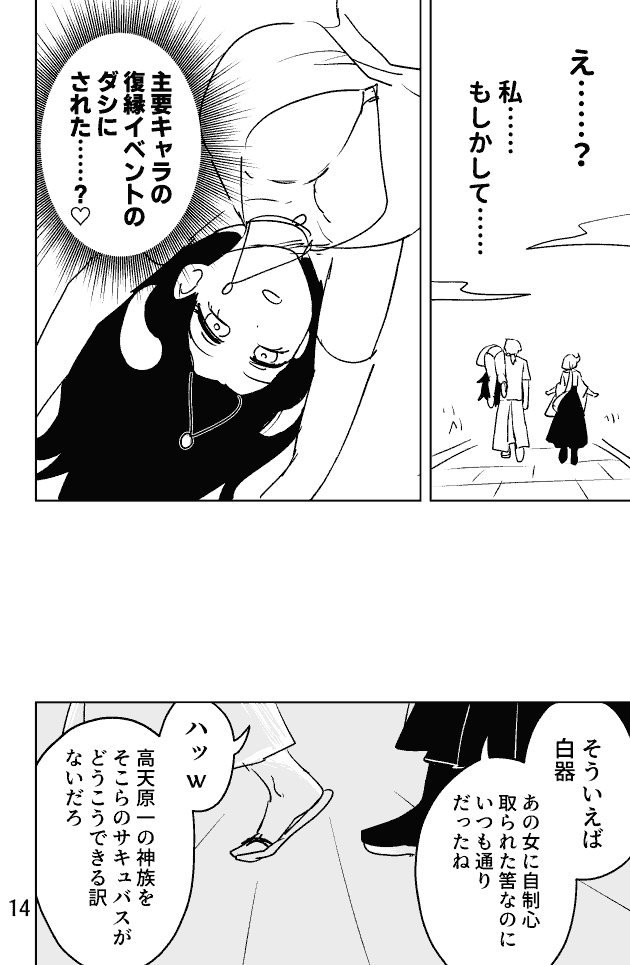 え……？
私……
もしかして……
主要キャラの
復縁イベントの
ダシに
された……？♡
そういえば
白器
あの女に自制心
取られた筈なのに
いつも通り
だったね
ハッw
高天原一の神族を
そこらのサキュバスが
どうこうできる訳
ないだろ
14